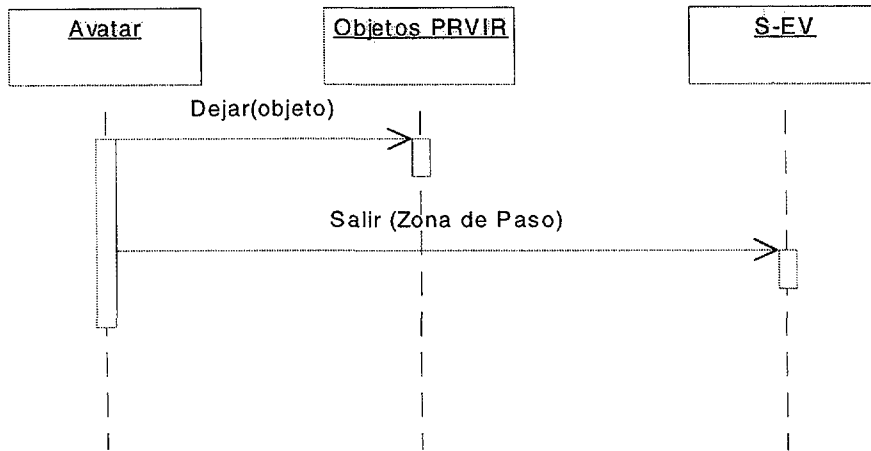 Avatar
Objetos PRVIR
S-EV
Dejar(objeto)
Salir (Zona de Paso)